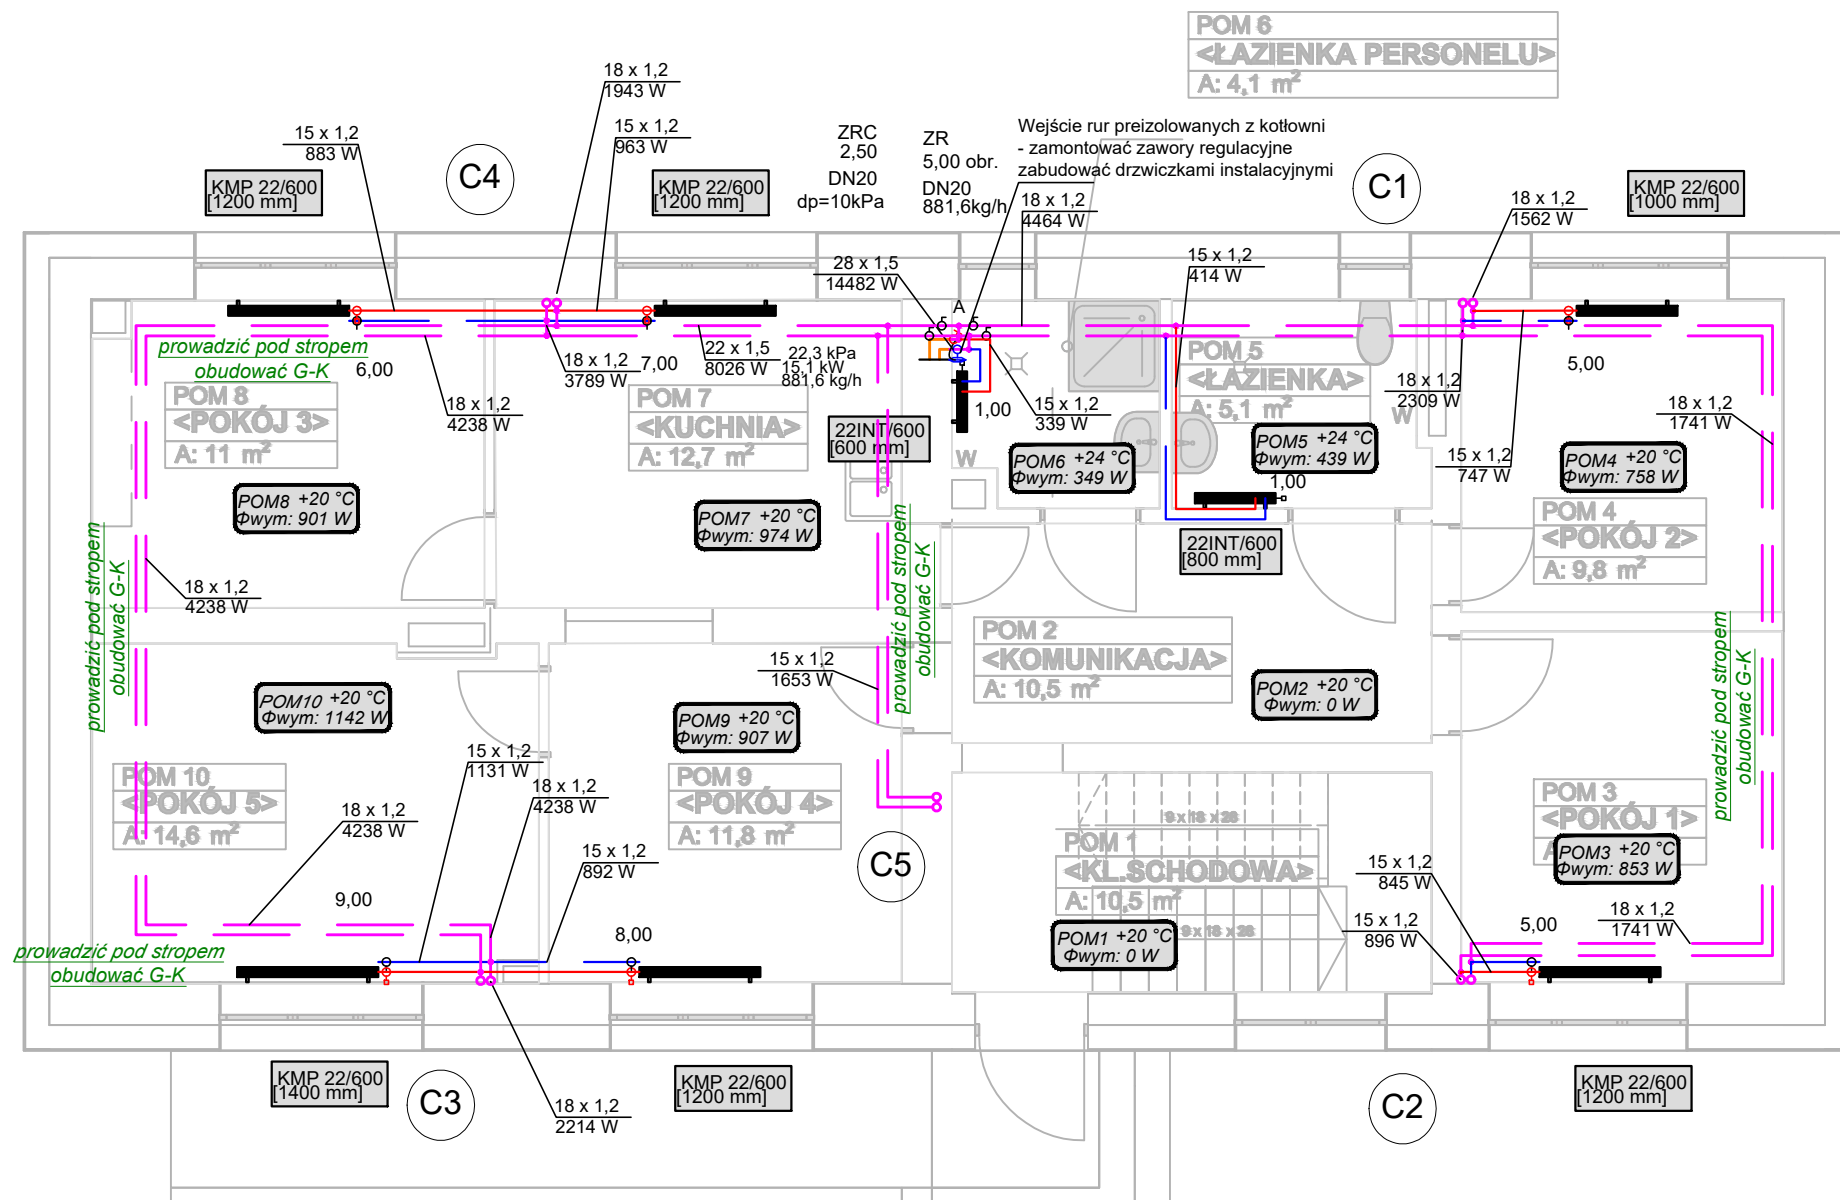 POM 6
<ŁAZIENKA PERSONELU>
A: 4,1 m²
18 x 1,2
1943 W
15 x 1,2
883 W
15 x 1,2
963 W
ZRC
2,50
DN20
dp=10kPa
ZR
5,00 obr.
DN20
881,6kg/h
Wejście rur preizolowanych z kotłowni
- zamontować zawory regulacyjne
zabudować drzwiczkami instalacyjnymi
C4
C1
KMP 22/600
[1200 mm]
KMP 22/600
[1200 mm]
KMP 22/600
[1000 mm]
18 x 1,2
4464 W
18 x 1,2
1562 W
28 x 1,5
14482 W
15 x 1,2
414 W
A
prowadzić pod stropem
obudować G-K
6,00
18 x 1,2
3789 W
7,00
22 x 1,5
8026 W
22,3 kPa
15,1 kW
881,6 kg/h
POM 5
<ŁAZIENKA>
A: 5,1 m²
5,00
18 x 1,2
2309 W
POM 8
<POKÓJ 3>
A: 11 m²
18 x 1,2
4238 W
POM 7
<KUCHNIA>
A: 12,7 m²
22INT/600
[600 mm]
1,00
15 x 1,2
339 W
W
W
18 x 1,2
1741 W
POM6 +24 °C
Φwym: 349 W
POM5 +24 °C
Φwym: 439 W
1,00
15 x 1,2
747 W
POM4 +20 °C
Φwym: 758 W
POM8 +20 °C
Φwym: 901 W
POM7 +20 °C
Φwym: 974 W
22INT/600
[800 mm]
POM 4
<POKÓJ 2>
A: 9,8 m²
prowadzić pod stropem
obudować G-K
18 x 1,2
4238 W
prowadzić pod stropem
obudować G-K
POM 2
<KOMUNIKACJA>
A: 10,5 m²
prowadzić pod stropem
obudować G-K
15 x 1,2
1653 W
POM10 +20 °C
Φwym: 1142 W
POM9 +20 °C
Φwym: 907 W
POM2 +20 °C
Φwym: 0 W
15 x 1,2
1131 W
POM 10
<POKÓJ 5>
A: 14,6 m²
18 x 1,2
4238 W
18 x 1,2
4238 W
POM 9
<POKÓJ 4>
A: 11,8 m²
POM 3
<POKÓJ 1>
A
9 x 18 x 28
POM 1
<KL.SCHODOWA>
A: 10,5 m²
9 x 18 x 28
C5
15 x 1,2
892 W
15 x 1,2
845 W
POM3 +20 °C
Φwym: 853 W
9,00
8,00
POM1 +20 °C
Φwym: 0 W
15 x 1,2
896 W
5,00
18 x 1,2
1741 W
prowadzić pod stropem
obudować G-K
KMP 22/600
[1400 mm]
C3
18 x 1,2
2214 W
KMP 22/600
[1200 mm]
C2
KMP 22/600
[1200 mm]